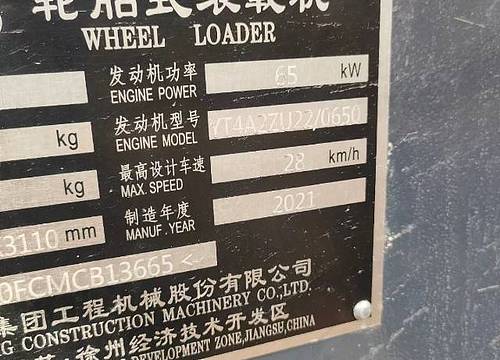 轮胎式装载机
WHEEL LOADER
发动机功率 65 kW
ENGINE POWER
kg 发动机型号 YT4A2ZU22/0650
ENGINE MODEL
kg 最高设计车速 28 km/h
MAX. SPEED
3110 mm 制造年度 2021
MANUF. YEAR
0FCMCB13665<
集团工程机械股份有限公司
G CONSTRUCTION MACHINERY CO.,LTD.
徐州经济技术开发区
DEVELOPMENT ZONE,JIANGSU,CHINA